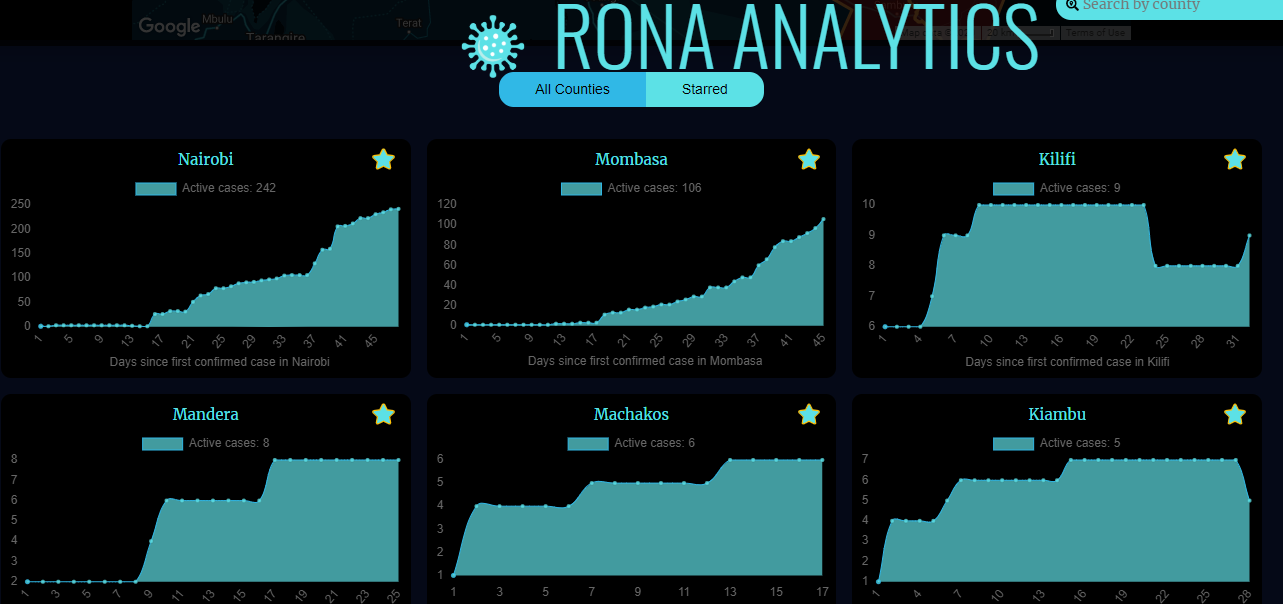 Google
Mbulu
Terat
Tarangire
RONA ANALYTICS
Search by county
Terms of Use
All Counties
Starred
Nairobi
Active cases: 242
250
200
150
100
50
0
1 5 9 13 17 21 25 29 33 37 41 45
Days since first confirmed case in Nairobi
Mombasa
Active cases: 106
120
100
80
60
40
20
0
1 5 9 13 17 21 25 29 33 37 41 45
Days since first confirmed case in Mombasa
Kilifi
Active cases: 9
10
9
8
7
6
1 4 7 10 13 16 19 22 25 28 31
Days since first confirmed case in Kilifi
Mandera
Active cases: 8
8
7
6
5
4
3
2
1 3 5 7 9 11 13 15 17 19 21 23 25
Machakos
Active cases: 6
6
5
4
3
2
1
1 3 5 7 9 11 13 15 17
Kiambu
Active cases: 5
7
6
5
4
3
2
1
1 4 7 10 13 16 19 22 25 28